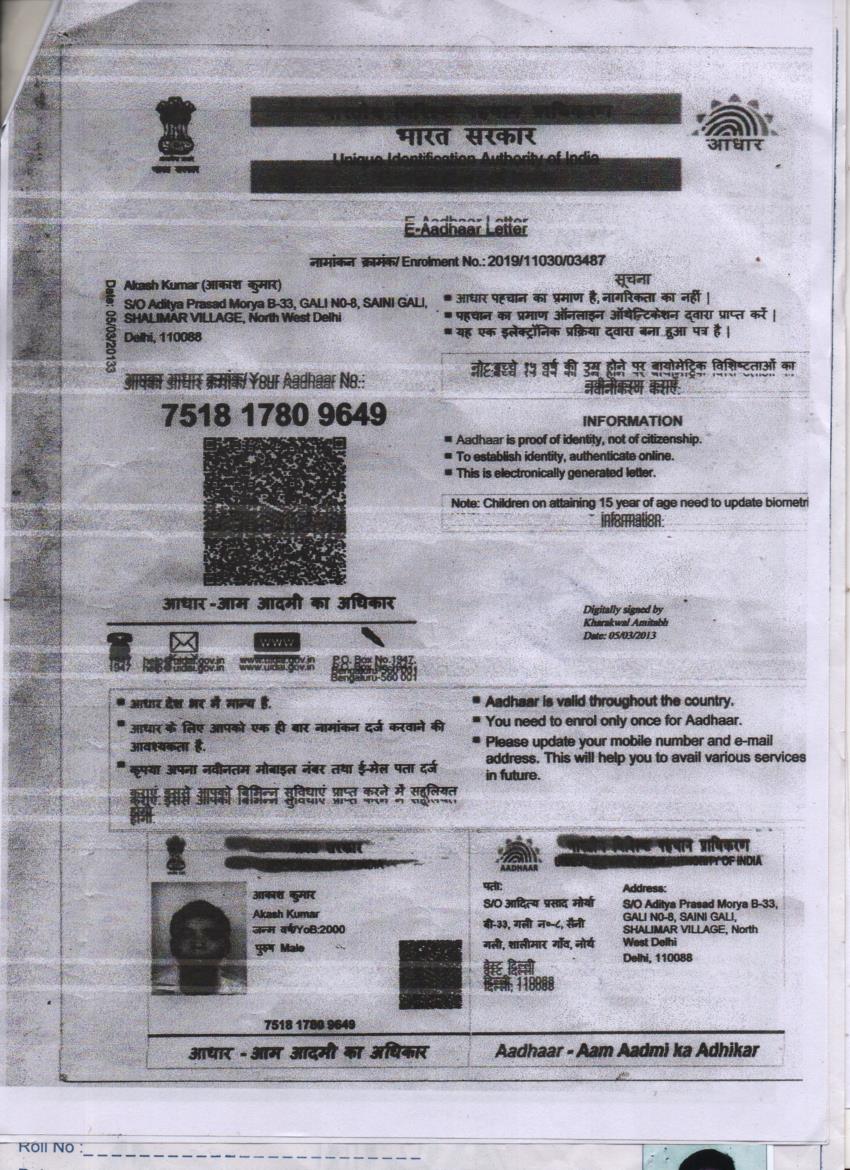 भारत सरकार
Unique Identification Authority of India
आधार
भारत सरकार
E-Aadhaar Letter
नामांकन क्रमांक/ Enrolment No.: 2019/11030/03487
Date: 05/03/2013
Akash Kumar (आकाश कुमार)
S/O Aditya Prasad Morya B-33, GALI N0-8, SAINI GALI,
SHALIMAR VILLAGE, North West Delhi
Delhi, 110088
आपका आधार क्रमांक/ Your Aadhaar No.:
7518 1780 9649
आधार -आम आदमी का अधिकार
1947
help@uidai.gov.in
www.uidai.gov.in
P.O. Box No.1947,
Bengaluru-560 001
सूचना
आधार पहचान का प्रमाण है, नागरिकता का नहीं |
पहचान का प्रमाण ऑनलाइन ऑथेन्टिकेशन द्वारा प्राप्त करें |
यह एक इलेक्ट्रॉनिक प्रक्रिया द्वारा बना हुआ पत्र है |
नोट:बच्चे १५ वर्ष की उम्र होने पर बायोमेट्रिक विशिष्टताओं का
नवीनीकरण कराएँ.
INFORMATION
Aadhaar is proof of identity, not of citizenship.
To establish identity, authenticate online.
This is electronically generated letter.
Note: Children on attaining 15 year of age need to update biometri
information.
Digitally signed by
Kharakwal Amitabh
Date: 05/03/2013
आधार देश भर में मान्य है.
आधार के लिए आपको एक ही बार नामांकन दर्ज करवाने की
आवश्यकता है.
कृपया अपना नवीनतम मोबाइल नंबर तथा ई-मेल पता दर्ज
कराएं. इससे आपको विभिन्न सुविधाएं प्राप्त करने में सहूलियत
होगी.
Aadhaar is valid throughout the country.
You need to enrol only once for Aadhaar.
Please update your mobile number and e-mail
address. This will help you to avail various services
in future.
सरकार
आकाश कुमार
Akash Kumar
जन्म वर्ष/YoB:2000
पुरुष Male
7518 1780 9649
आधार - आम आदमी का अधिकार
AADHAAR
भारतीय विशिष्ट पहचान प्राधिकरण
OF INDIA
पता:
S/O आदित्य प्रसाद मोर्या
बी-३३, गली न०-८, सैनी
गली, शालीमार गाँव, नोर्थ
वेस्ट दिल्ली
दिल्ली, 110088
Address:
S/O Aditya Prasad Morya B-33,
GALI N0-8, SAINI GALI,
SHALIMAR VILLAGE, North
West Delhi
Delhi, 110088
Aadhaar - Aam Aadmi ka Adhikar
Roll No :